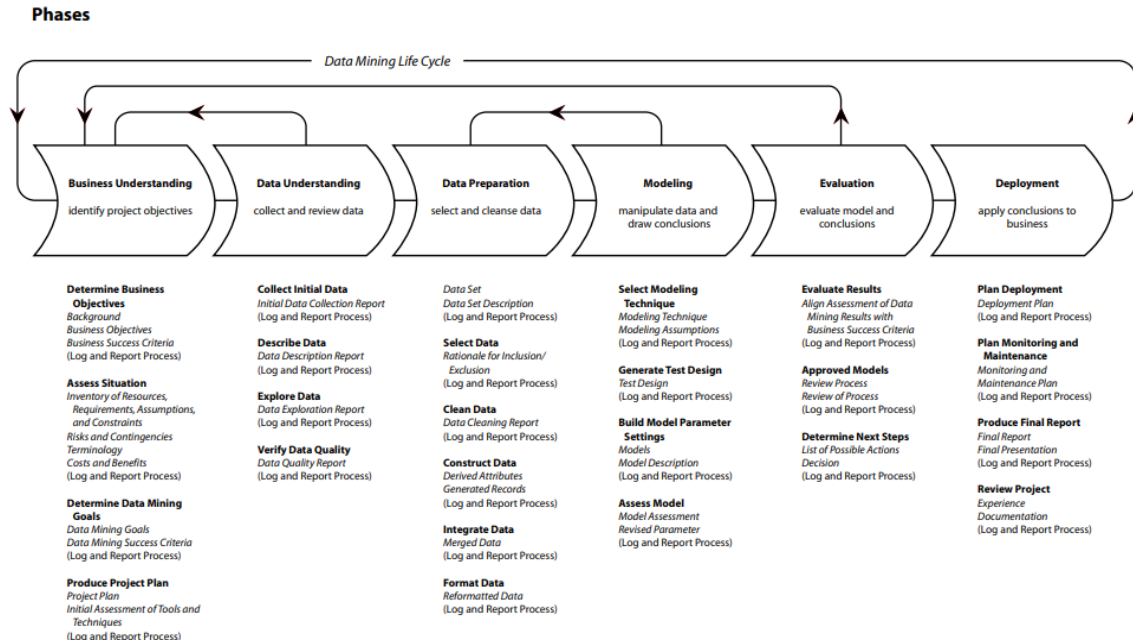 Phases
Data Mining Life Cycle
Business Understanding
identify project objectives
Data Understanding
collect and review data
Data Preparation
select and cleanse data
Modeling
manipulate data and
draw conclusions
Evaluation
evaluate model and
conclusions
Deployment
apply conclusions to
business
Determine Business
Objectives
Background
Business Objectives
Business Success Criteria
(Log and Report Process)
Assess Situation
Inventory of Resources,
Requirements, Assumptions,
and Constraints
Risks and Contingencies
Terminology
Costs and Benefits
(Log and Report Process)
Determine Data Mining
Goals
Data Mining Goals
Data Mining Success Criteria
(Log and Report Process)
Produce Project Plan
Project Plan
Initial Assessment of Tools and
Techniques
(Log and Report Process)
Collect Initial Data
Initial Data Collection Report
(Log and Report Process)
Describe Data
Data Description Report
(Log and Report Process)
Explore Data
Data Exploration Report
(Log and Report Process)
Verify Data Quality
Data Quality Report
(Log and Report Process)
Data Set
Data Set Description
(Log and Report Process)
Select Data
Rationale for Inclusion/
Exclusion
(Log and Report Process)
Clean Data
Data Cleaning Report
(Log and Report Process)
Construct Data
Derived Attributes
Generated Records
(Log and Report Process)
Integrate Data
Merged Data
(Log and Report Process)
Format Data
Reformatted Data
(Log and Report Process)
Select Modeling
Technique
Modeling Technique
Modeling Assumptions
(Log and Report Process)
Generate Test Design
Test Design
(Log and Report Process)
Build Model Parameter
Settings
Models
Model Description
(Log and Report Process)
Assess Model
Model Assessment
Revised Parameter
(Log and Report Process)
Evaluate Results
Align Assessment of Data
Mining Results with
Business Success Criteria
(Log and Report Process)
Approved Models
Review Process
Review of Process
(Log and Report Process)
Determine Next Steps
List of Possible Actions
Decision
(Log and Report Process)
Plan Deployment
Deployment Plan
(Log and Report Process)
Plan Monitoring and
Maintenance
Monitoring and
Maintenance Plan
(Log and Report Process)
Produce Final Report
Final Report
Final Presentation
(Log and Report Process)
Review Project
Experience
Documentation
(Log and Report Process)